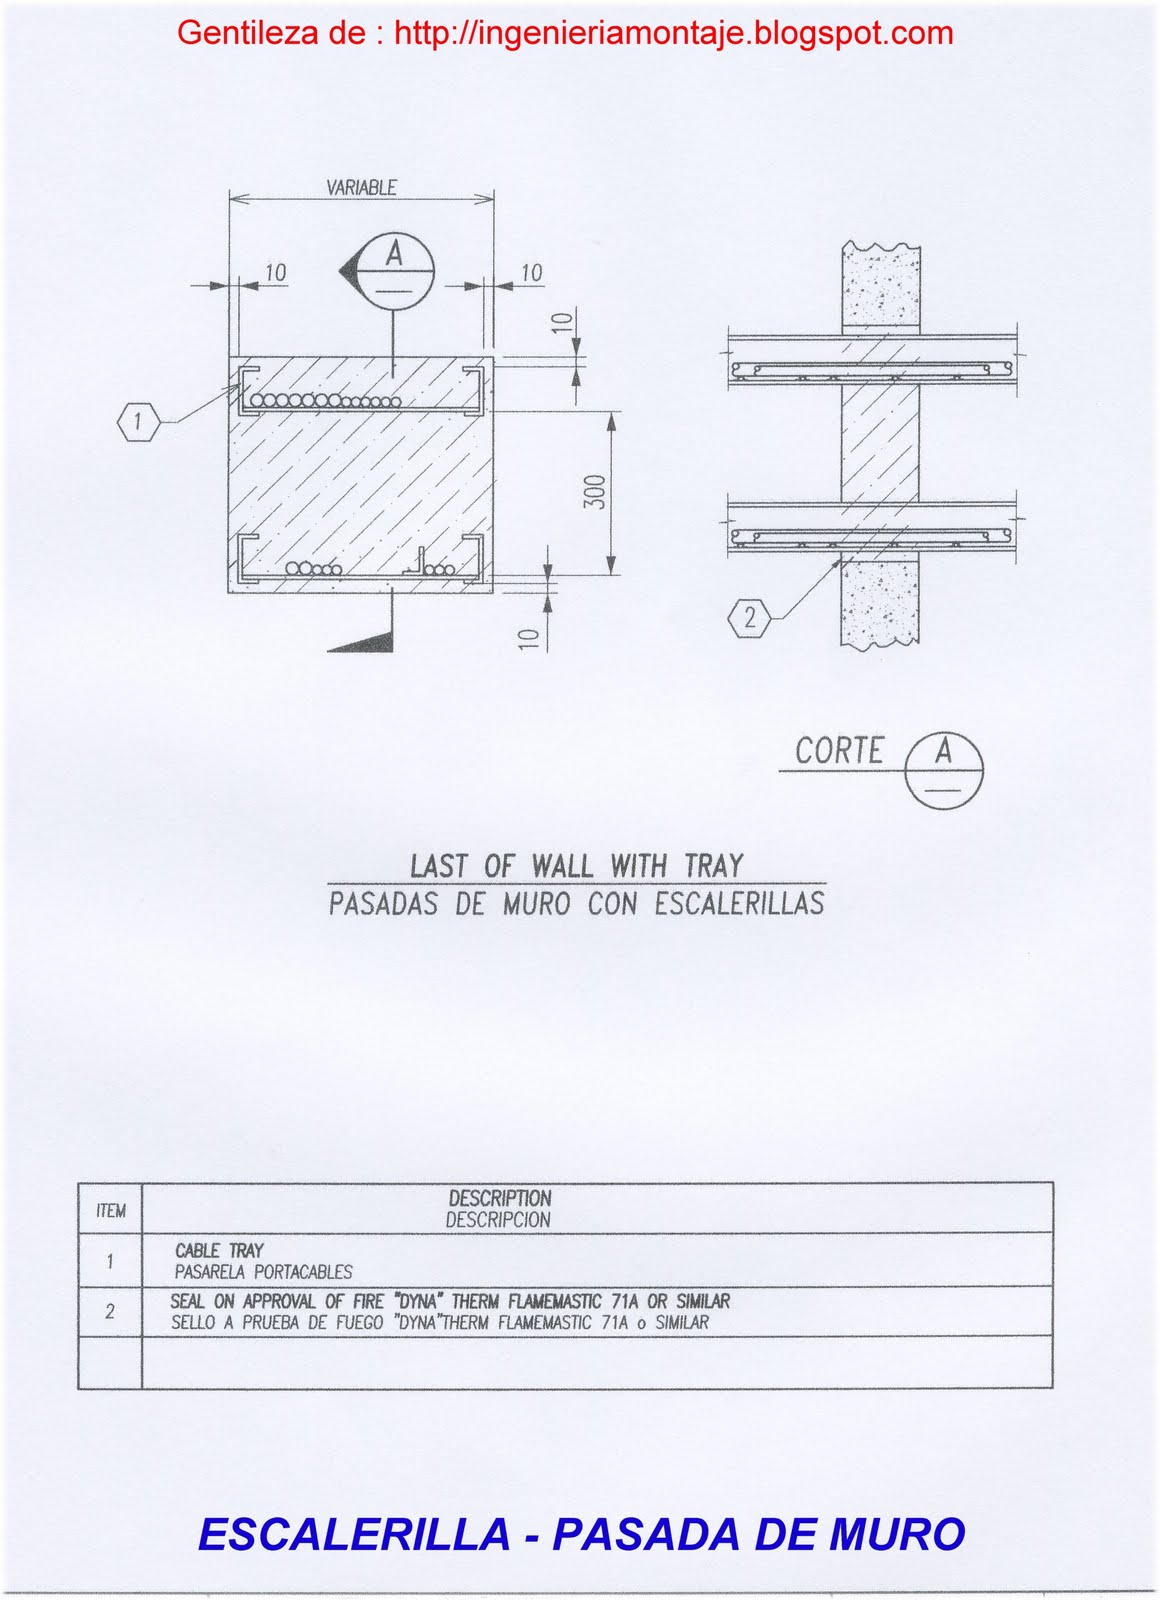 Gentileza de : http://ingenieriamontaje.blogspot.com
VARIABLE
A
10
10
10
1
300
10
2
CORTE A
LAST OF WALL WITH TRAY
PASADAS DE MURO CON ESCALERILLAS
ITEM
DESCRIPTION
DESCRIPCION
1
CABLE TRAY
PASARELA PORTACABLES
2
SEAL ON APPROVAL OF FIRE "DYNA" THERM FLAMEMASTIC 71A OR SIMILAR
SELLO A PRUEBA DE FUEGO "DYNA"THERM FLAMEMASTIC 71A o SIMILAR
ESCALERILLA - PASADA DE MURO